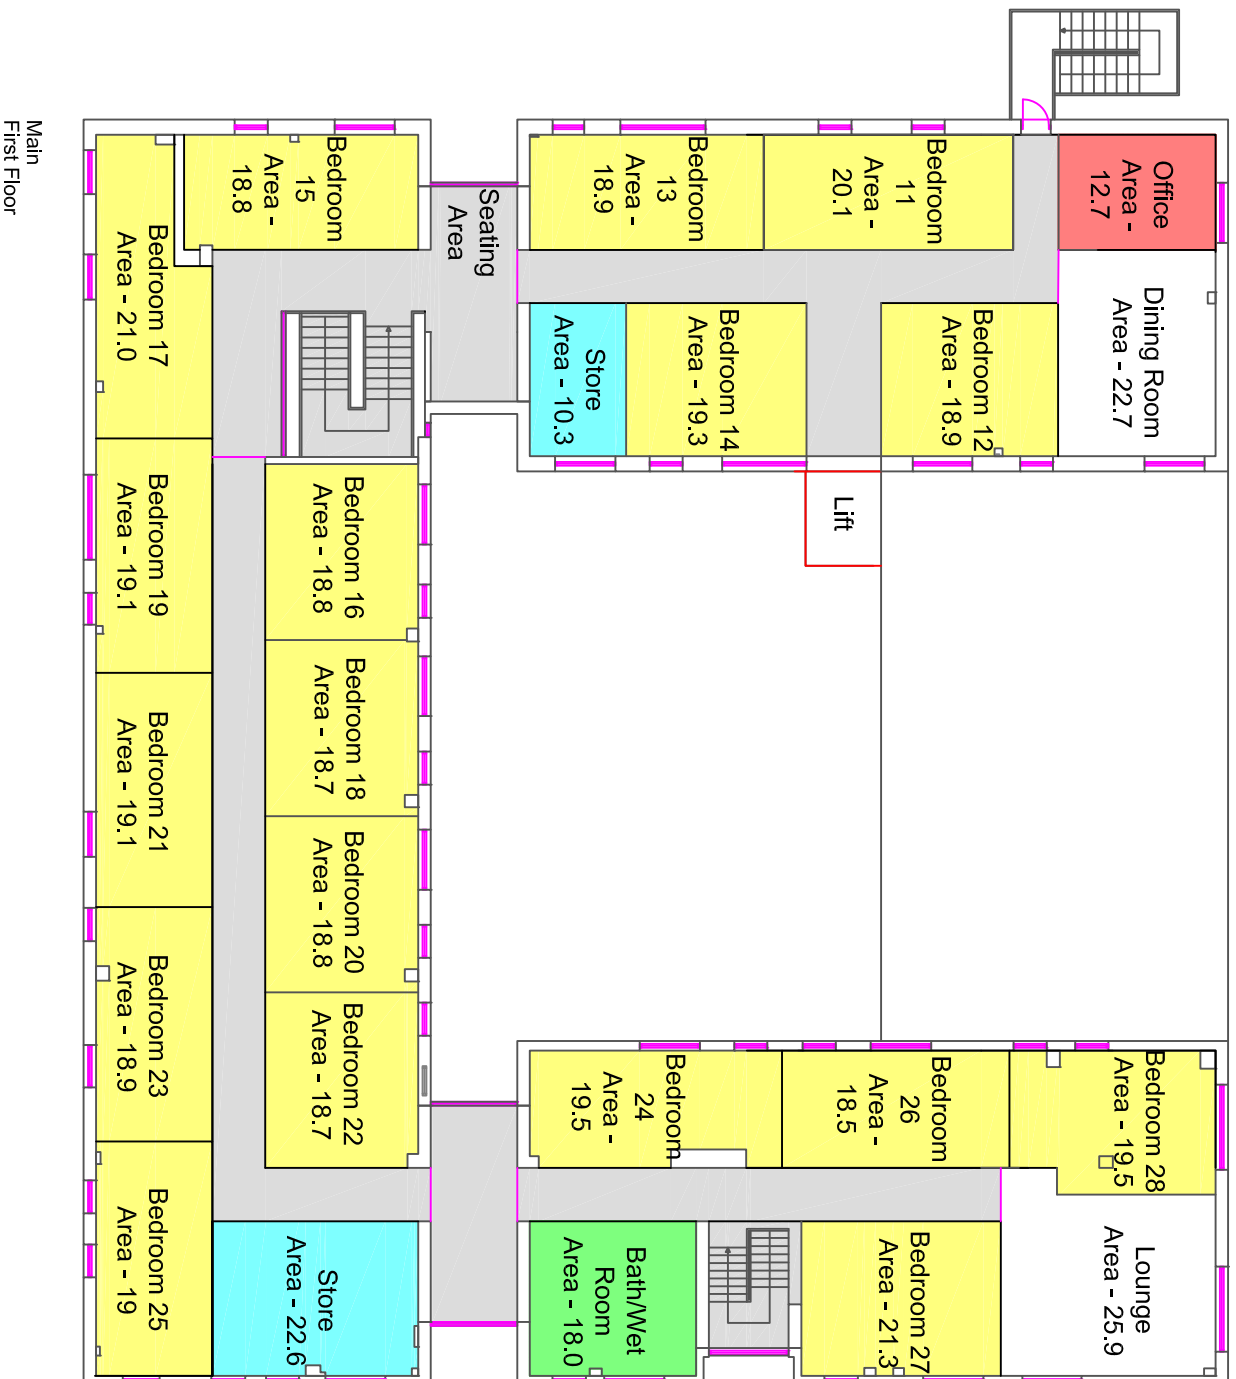 Main
First Floor
Office
Area -
12.7
Dining Room
Area - 22.7
Bedroom
11
Area -
20.1
Bedroom 12
Area - 18.9
Lift
Bedroom
13
Area -
18.9
Bedroom 14
Area - 19.3
Store
Area - 10.3
Seating
Area
Bedroom
15
Area -
18.8
Bedroom 17
Area - 21.0
Bedroom 16
Area - 18.8
Bedroom 19
Area - 19.1
Bedroom 18
Area - 18.7
Bedroom 21
Area - 19.1
Bedroom 20
Area - 18.8
Bedroom 23
Area - 18.9
Bedroom 22
Area - 18.7
Bedroom 25
Area - 19
Store
Area - 22.6
Bedroom
24
Area -
19.5
Bedroom
26
Area -
18.5
Bedroom 28
Area - 19.5
Bath/Wet
Room
Area - 18.0
Bedroom 27
Area - 21.3
Lounge
Area - 25.9